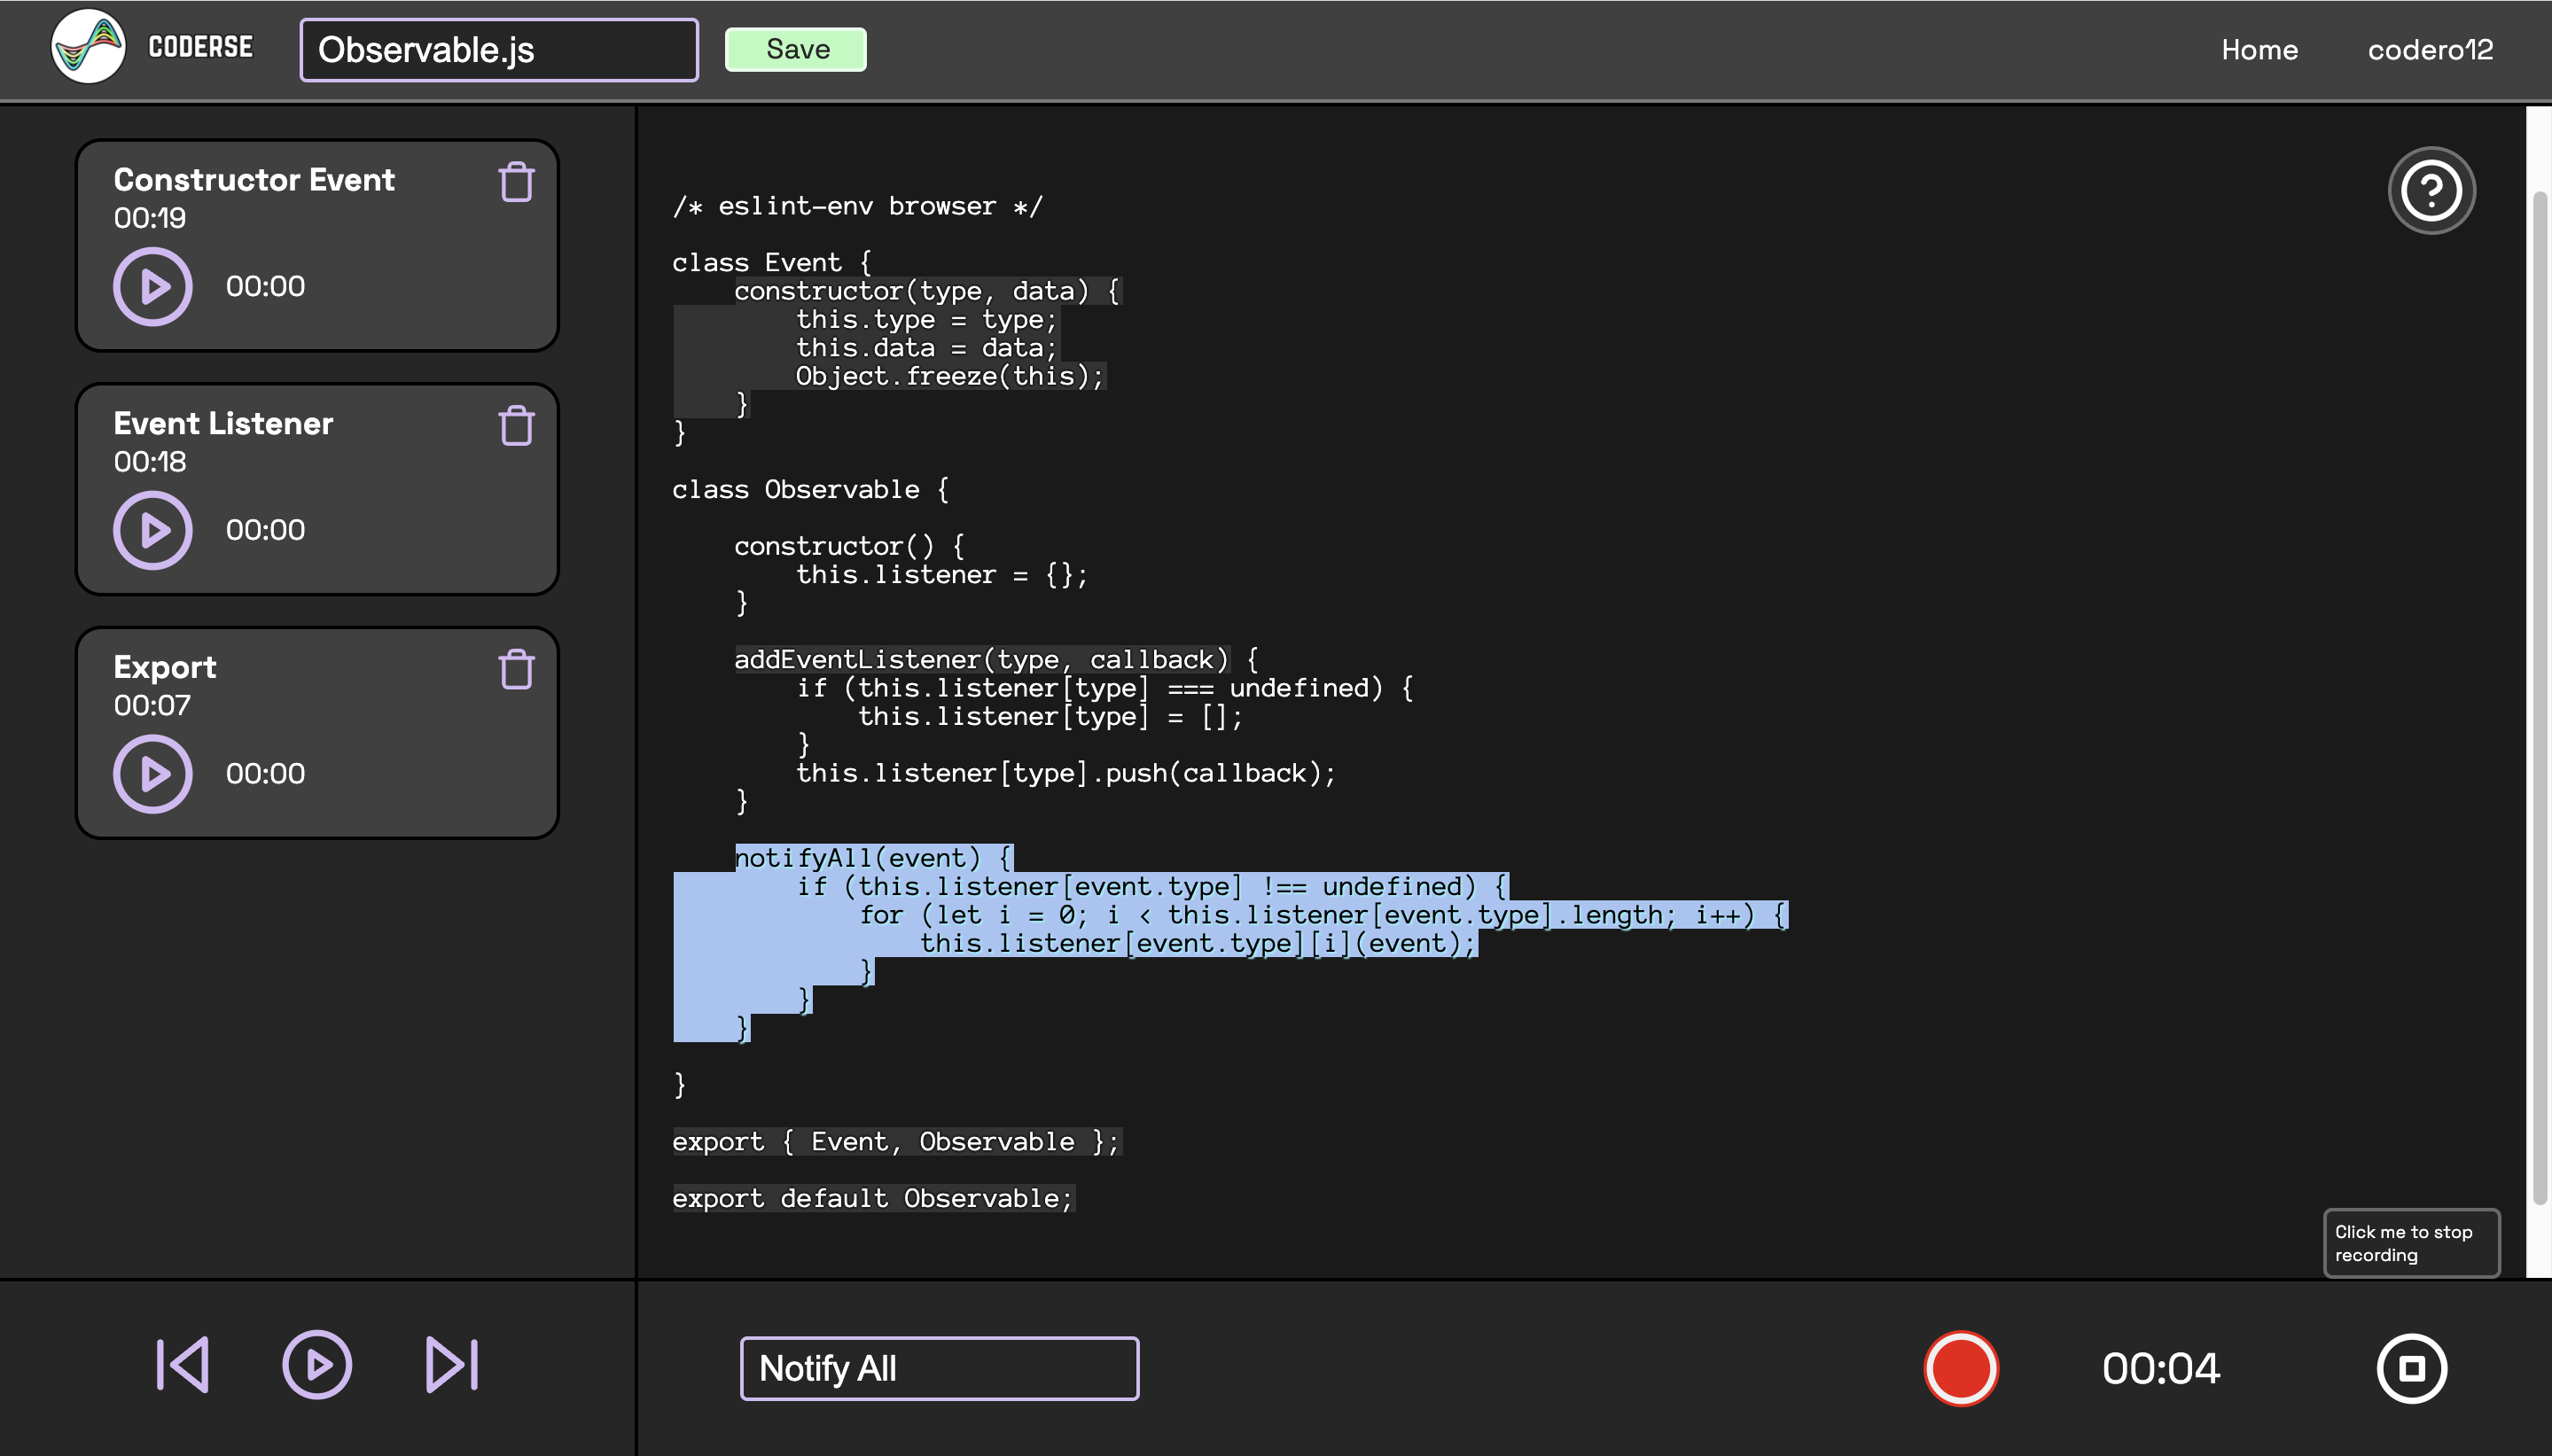 CODERSE
Observable.js
Save
Home
codero12
Constructor Event
00:19
00:00
Event Listener
00:18
00:00
Export
00:07
00:00
/* eslint-env browser */
class Event {
    constructor(type, data) {
        this.type = type;
        this.data = data;
        Object.freeze(this);
    }
}
class Observable {
    constructor() {
        this.listener = {};
    }
    addEventListener(type, callback) {
        if (this.listener[type] === undefined) {
            this.listener[type] = [];
        }
        this.listener[type].push(callback);
    }
    notifyAll(event) {
        if (this.listener[event.type] !== undefined) {
            for (let i = 0; i < this.listener[event.type].length; i++) {
                this.listener[event.type][i](event);
            }
        }
    }
}
export { Event, Observable };
export default Observable;
Click me to stop
recording
Notify All
00:04